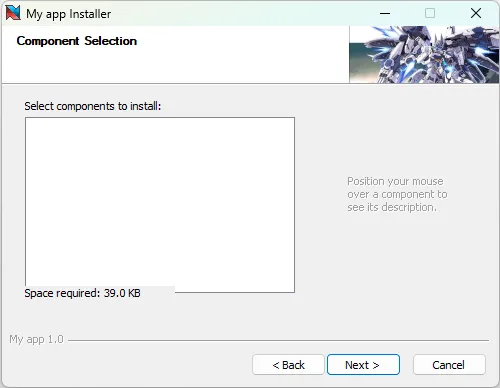 My app Installer
Component Selection
Select components to install:
Position your mouse
over a component to
see its description.
Space required: 39.0 KB
My app 1.0
< Back
Next >
Cancel